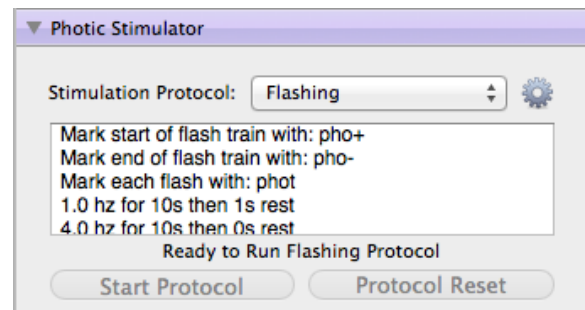 Photic Stimulator
Stimulation Protocol: Flashing
Mark start of flash train with: pho+
Mark end of flash train with: pho-
Mark each flash with: phot
1.0 hz for 10s then 1s rest
4.0 hz for 10s then 0s rest
Ready to Run Flashing Protocol
Start Protocol Protocol Reset